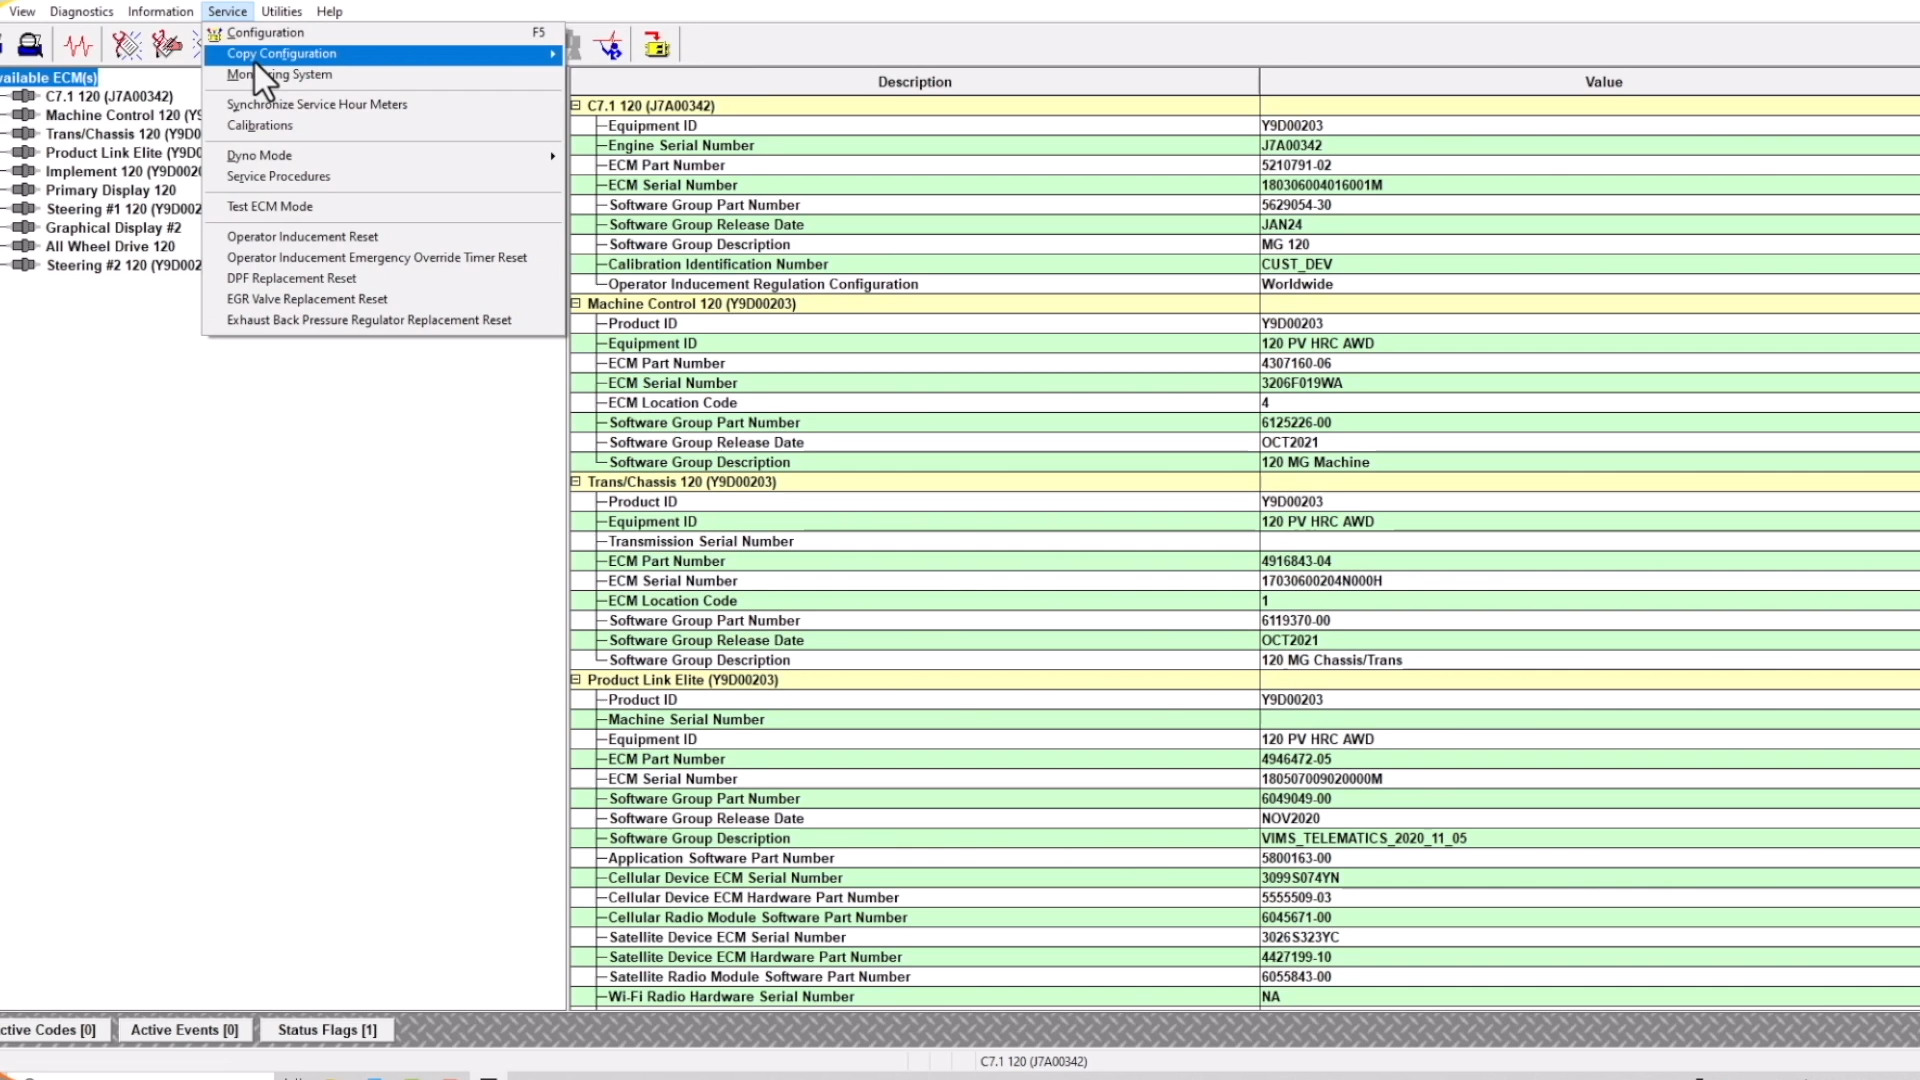 View Diagnostics Information Service Utilities Help
Configuration F5
Copy Configuration
Monitoring System
Synchronize Service Hour Meters
Calibrations
Dyno Mode
Service Procedures
Test ECM Mode
Operator Inducement Reset
Operator Inducement Emergency Override Timer Reset
DPF Replacement Reset
EGR Valve Replacement Reset
Exhaust Back Pressure Regulator Replacement Reset
vailable ECM(s)
C7.1 120 (J7A00342)
Machine Control 120 (Y9
Trans/Chassis 120 (Y9D0
Product Link Elite (Y9D0
Implement 120 (Y9D0020
Primary Display 120
Steering #1 120 (Y9D002
Graphical Display #2
All Wheel Drive 120
Steering #2 120 (Y9D002
Description Value
C7.1 120 (J7A00342)
Equipment ID Y9D00203
Engine Serial Number J7A00342
ECM Part Number 5210791-02
ECM Serial Number 180306004016001M
Software Group Part Number 5629054-30
Software Group Release Date JAN24
Software Group Description MG 120
Calibration Identification Number CUST_DEV
Operator Inducement Regulation Configuration Worldwide
Machine Control 120 (Y9D00203)
Product ID Y9D00203
Equipment ID 120 PV HRC AWD
ECM Part Number 4307160-06
ECM Serial Number 3206F019WA
ECM Location Code 4
Software Group Part Number 6125226-00
Software Group Release Date OCT2021
Software Group Description 120 MG Machine
Trans/Chassis 120 (Y9D00203)
Product ID Y9D00203
Equipment ID 120 PV HRC AWD
Transmission Serial Number
ECM Part Number 4916843-04
ECM Serial Number 17030600204N000H
ECM Location Code 1
Software Group Part Number 6119370-00
Software Group Release Date OCT2021
Software Group Description 120 MG Chassis/Trans
Product Link Elite (Y9D00203)
Product ID Y9D00203
Machine Serial Number
Equipment ID 120 PV HRC AWD
ECM Part Number 4946472-05
ECM Serial Number 180507009020000M
Software Group Part Number 6049049-00
Software Group Release Date NOV2020
Software Group Description VIMS_TELEMATICS_2020_11_05
Application Software Part Number 5800163-00
Cellular Device ECM Serial Number 3099S074YN
Cellular Device ECM Hardware Part Number 5555509-03
Cellular Radio Module Software Part Number 6045671-00
Satellite Device ECM Serial Number 3026S323YC
Satellite Device ECM Hardware Part Number 4427199-10
Satellite Radio Module Software Part Number 6055843-00
Wi-Fi Radio Hardware Serial Number NA
ctive Codes [0] Active Events [0] Status Flags [1]
C7.1 120 (J7A00342)